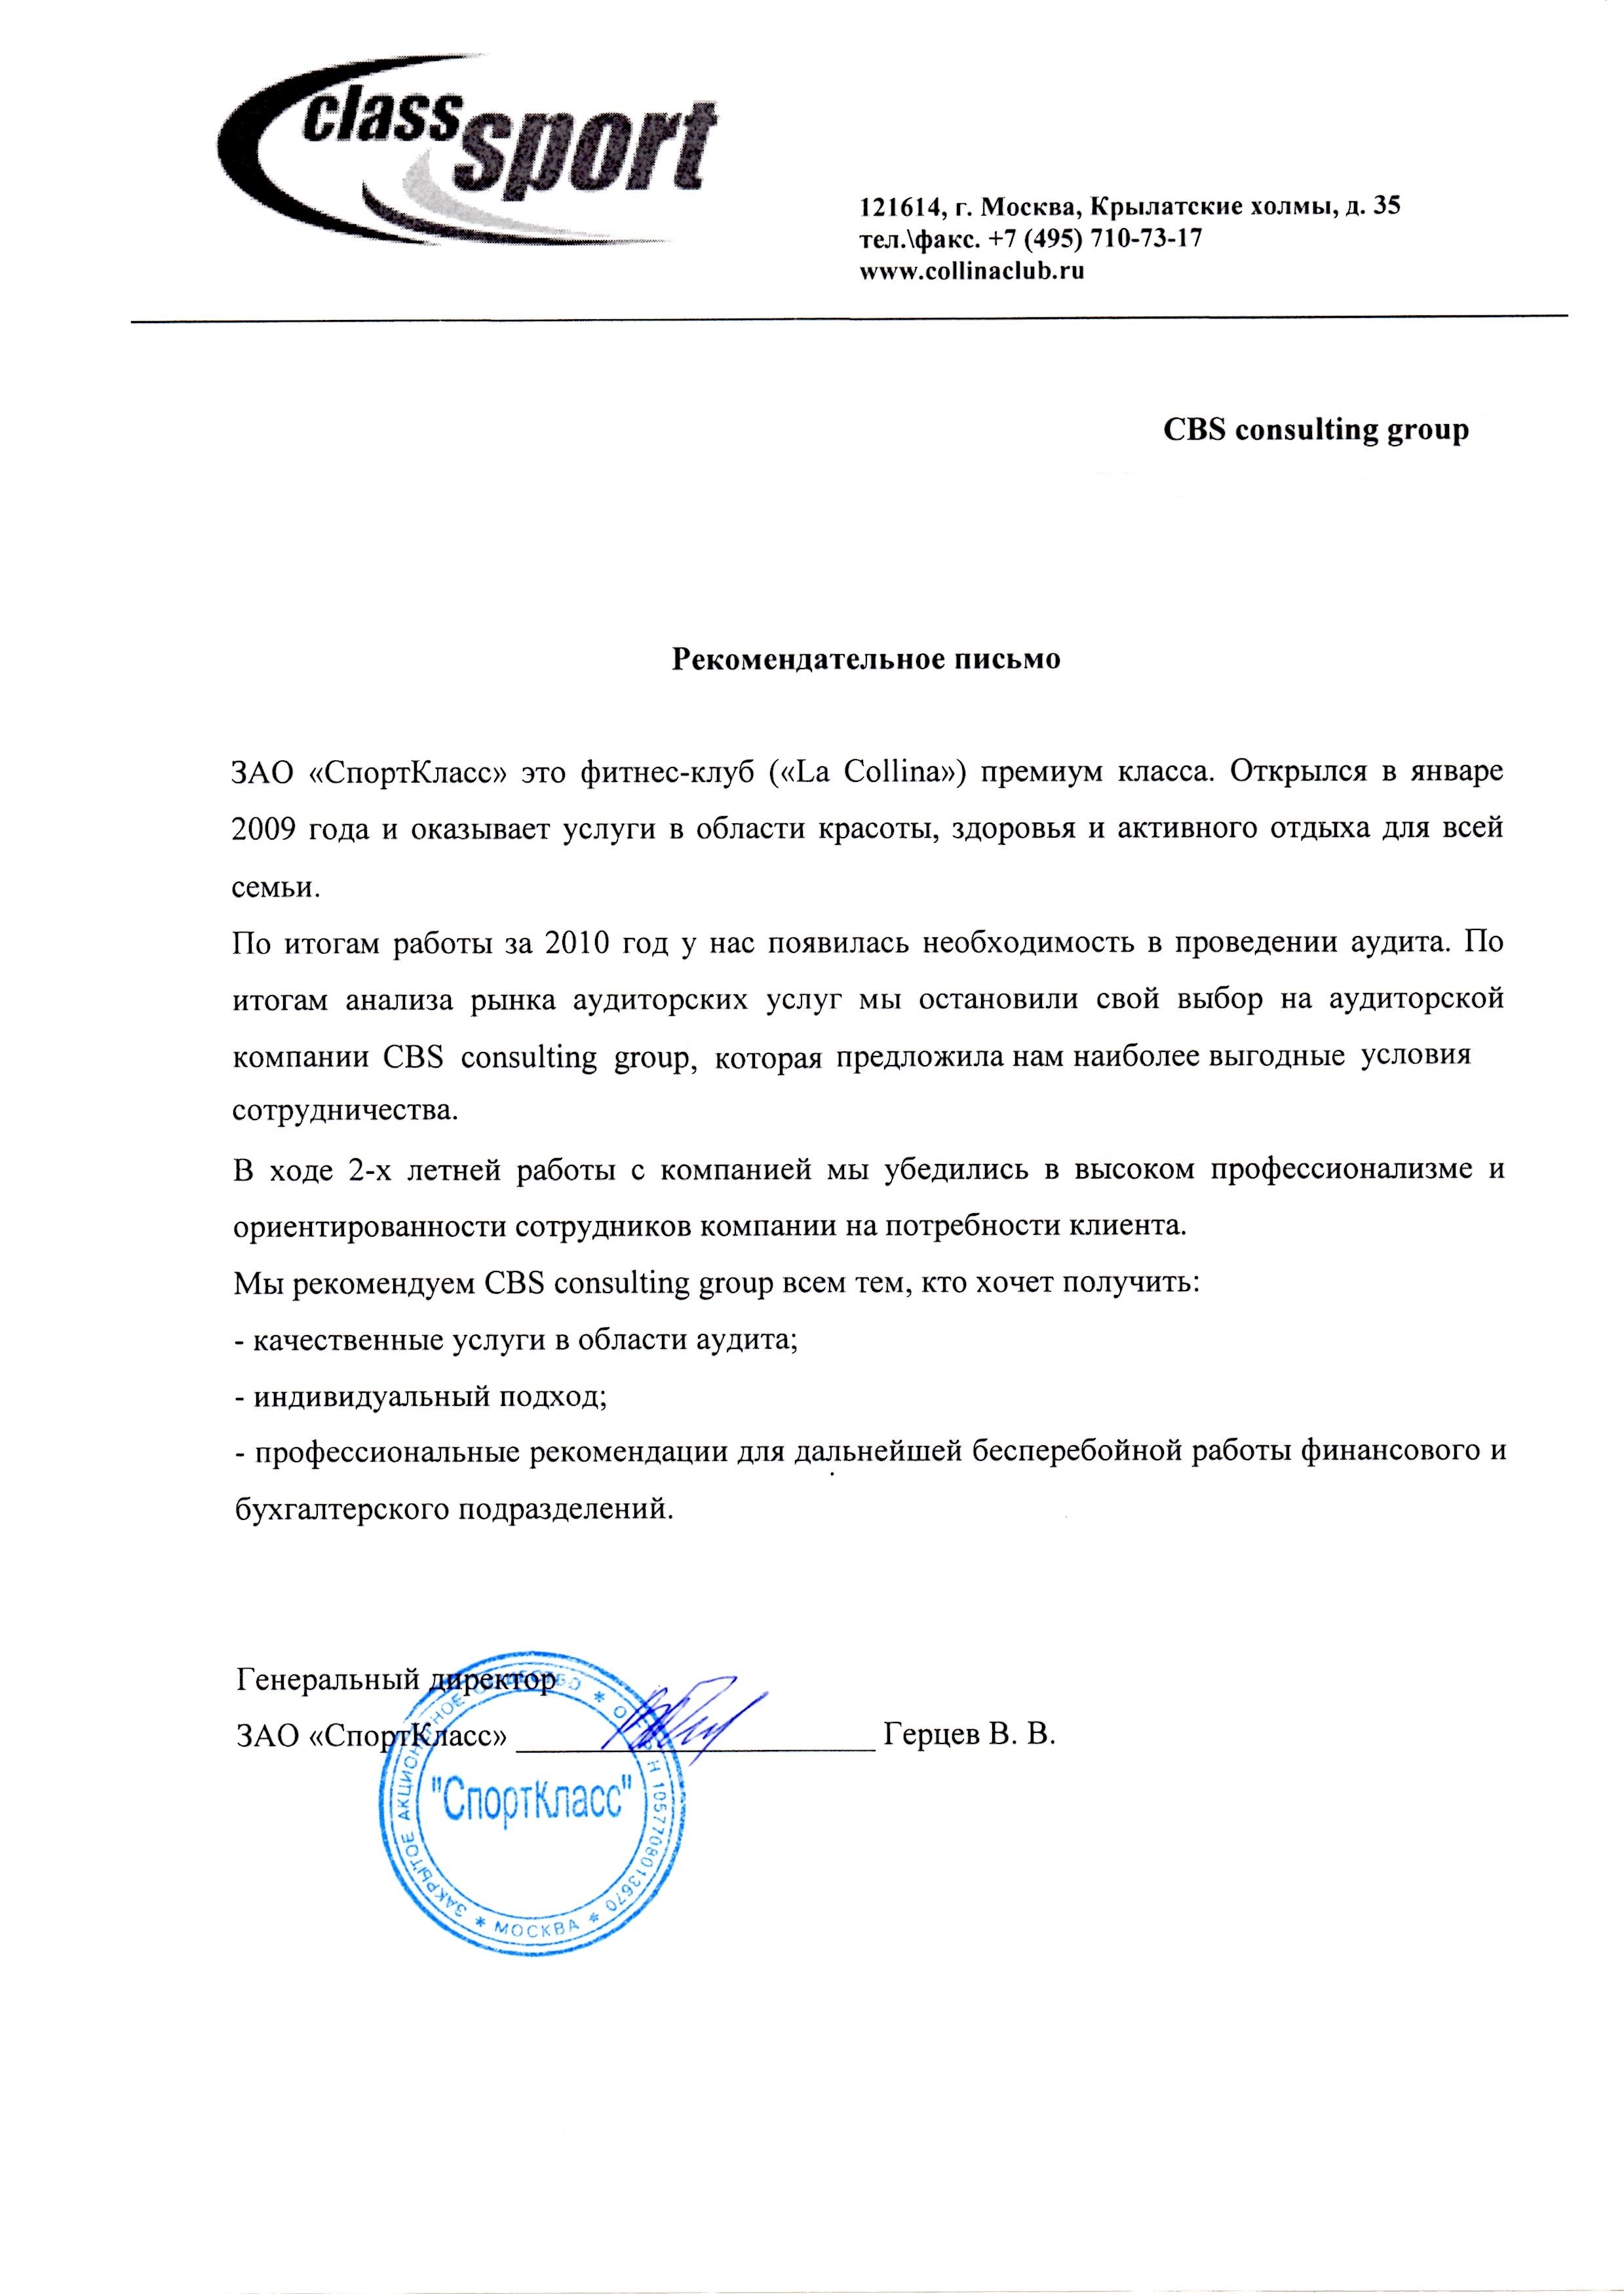 class sport
121614, г. Москва, Крылатские холмы, д. 35
тел.\факс. +7 (495) 710-73-17
www.collinaclub.ru
CBS consulting group
Рекомендательное письмо
ЗАО «СпортКласс» это фитнес-клуб («La Collina») премиум класса. Открылся в январе
2009 года и оказывает услуги в области красоты, здоровья и активного отдыха для всей
семьи.
По итогам работы за 2010 год у нас появилась необходимость в проведении аудита. По
итогам анализа рынка аудиторских услуг мы остановили свой выбор на аудиторской
компании CBS consulting group, которая предложила нам наиболее выгодные условия
сотрудничества.
В ходе 2-х летней работы с компанией мы убедились в высоком профессионализме и
ориентированности сотрудников компании на потребности клиента.
Мы рекомендуем CBS consulting group всем тем, кто хочет получить:
- качественные услуги в области аудита;
- индивидуальный подход;
- профессиональные рекомендации для дальнейшей бесперебойной работы финансового и
бухгалтерского подразделений.
Генеральный директор
ЗАО «СпортКласс» ______________________ Герцев В. В.
"СпортКласс"
ЗАКРЫТОЕ АКЦИОНЕРНОЕ ОБЩЕСТВО * О Н 1057708013670
* МОСКВА *